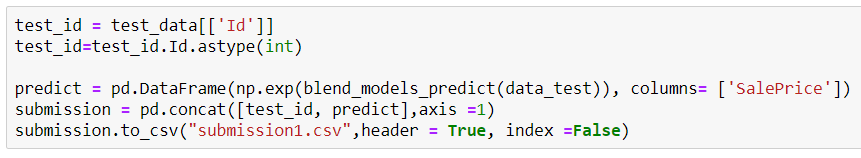 test_id = test_data[['Id']]
test_id=test_id.Id.astype(int)

predict = pd.DataFrame(np.exp(blend_models_predict(data_test)), columns= ['SalePrice'])
submission = pd.concat([test_id, predict],axis =1)
submission.to_csv("submission1.csv",header = True, index =False)